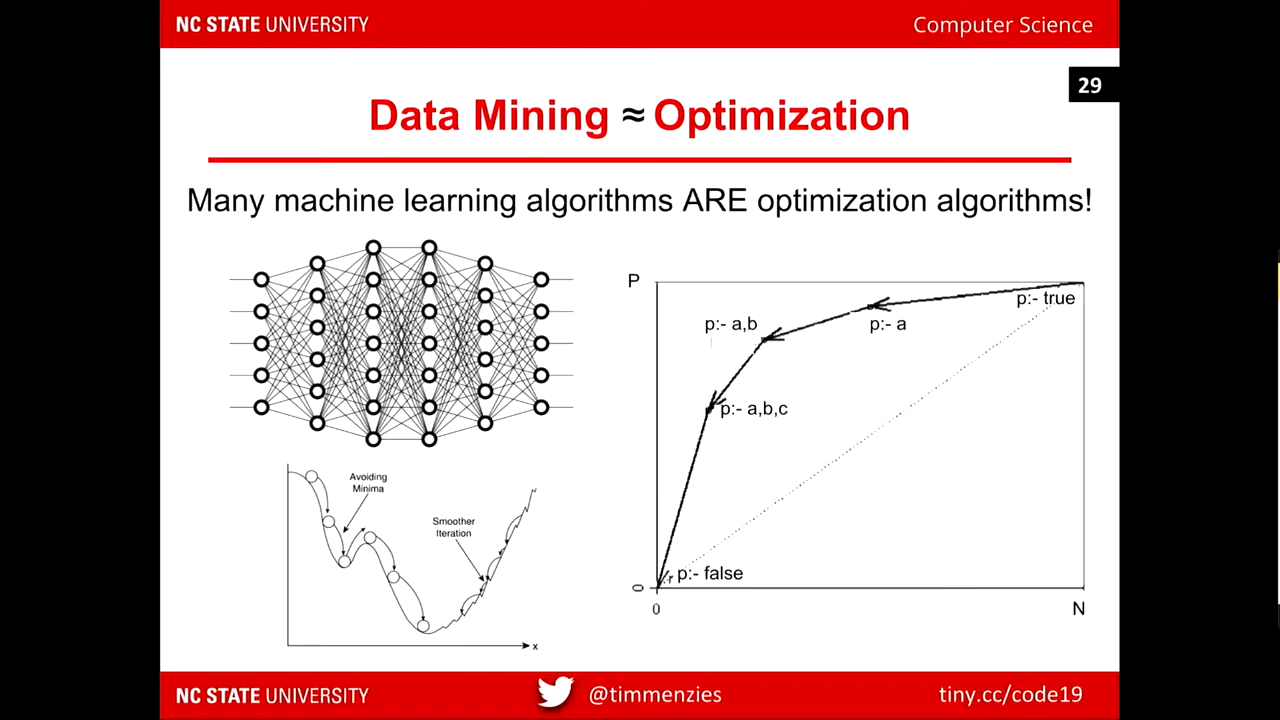 NC STATE UNIVERSITY
Computer Science
29
Data Mining ≈ Optimization
Many machine learning algorithms ARE optimization algorithms!
Avoiding
Minima
Smoother
Iteration
x
P
p:- true
p:- a,b
p:- a
p:- a,b,c
p:- false
0
0
N
NC STATE UNIVERSITY
@timmenzies
tiny.cc/code19